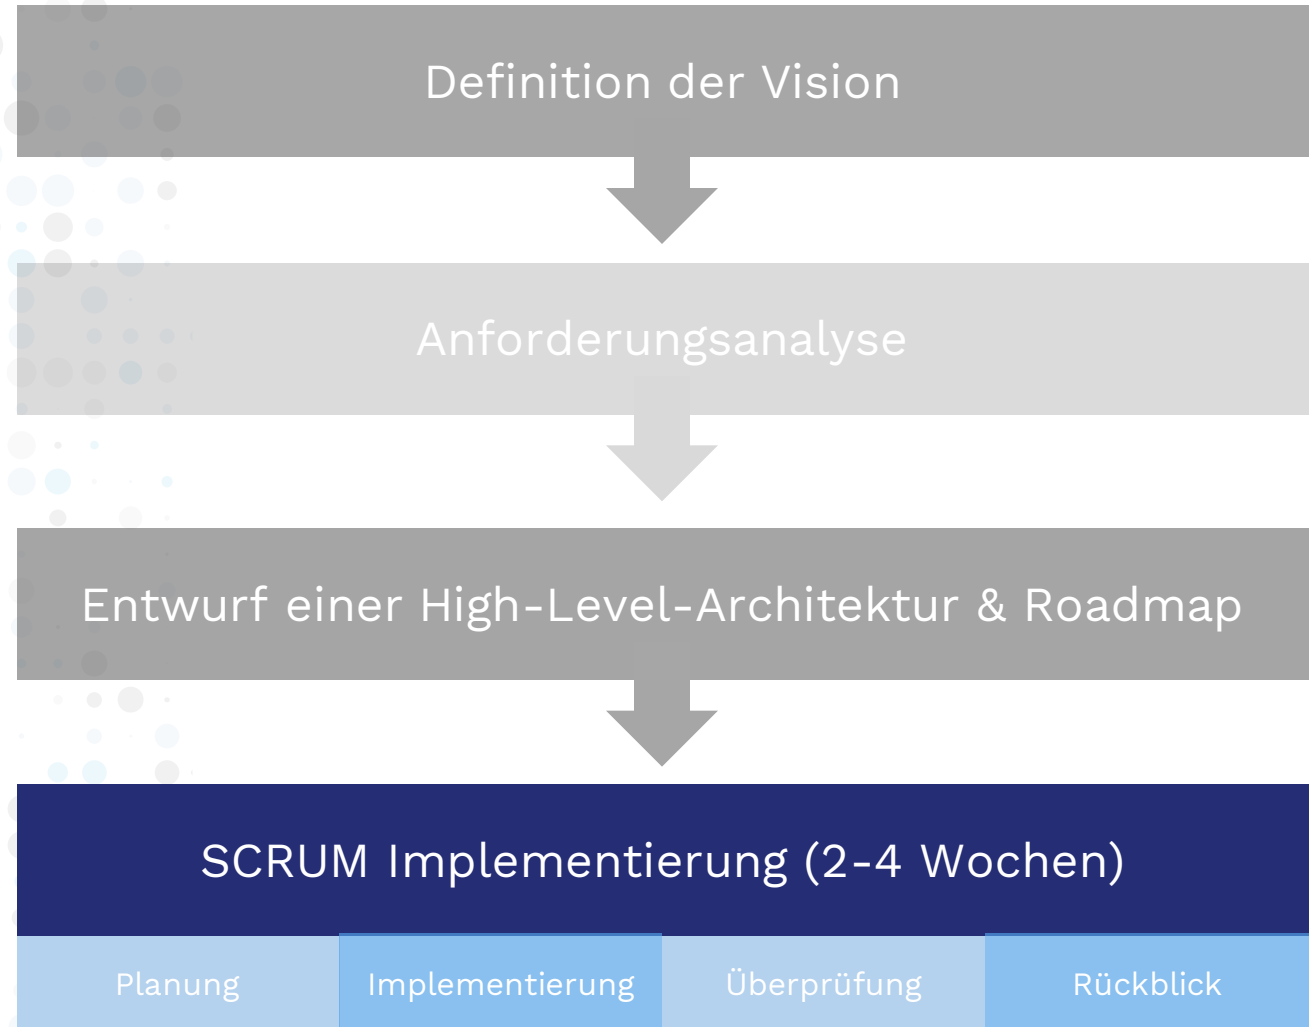 Definition der Vision
Anforderungsanalyse
Entwurf einer High-Level-Architektur & Roadmap
SCRUM Implementierung (2-4 Wochen)
Planung
Implementierung
Überprüfung
Rückblick